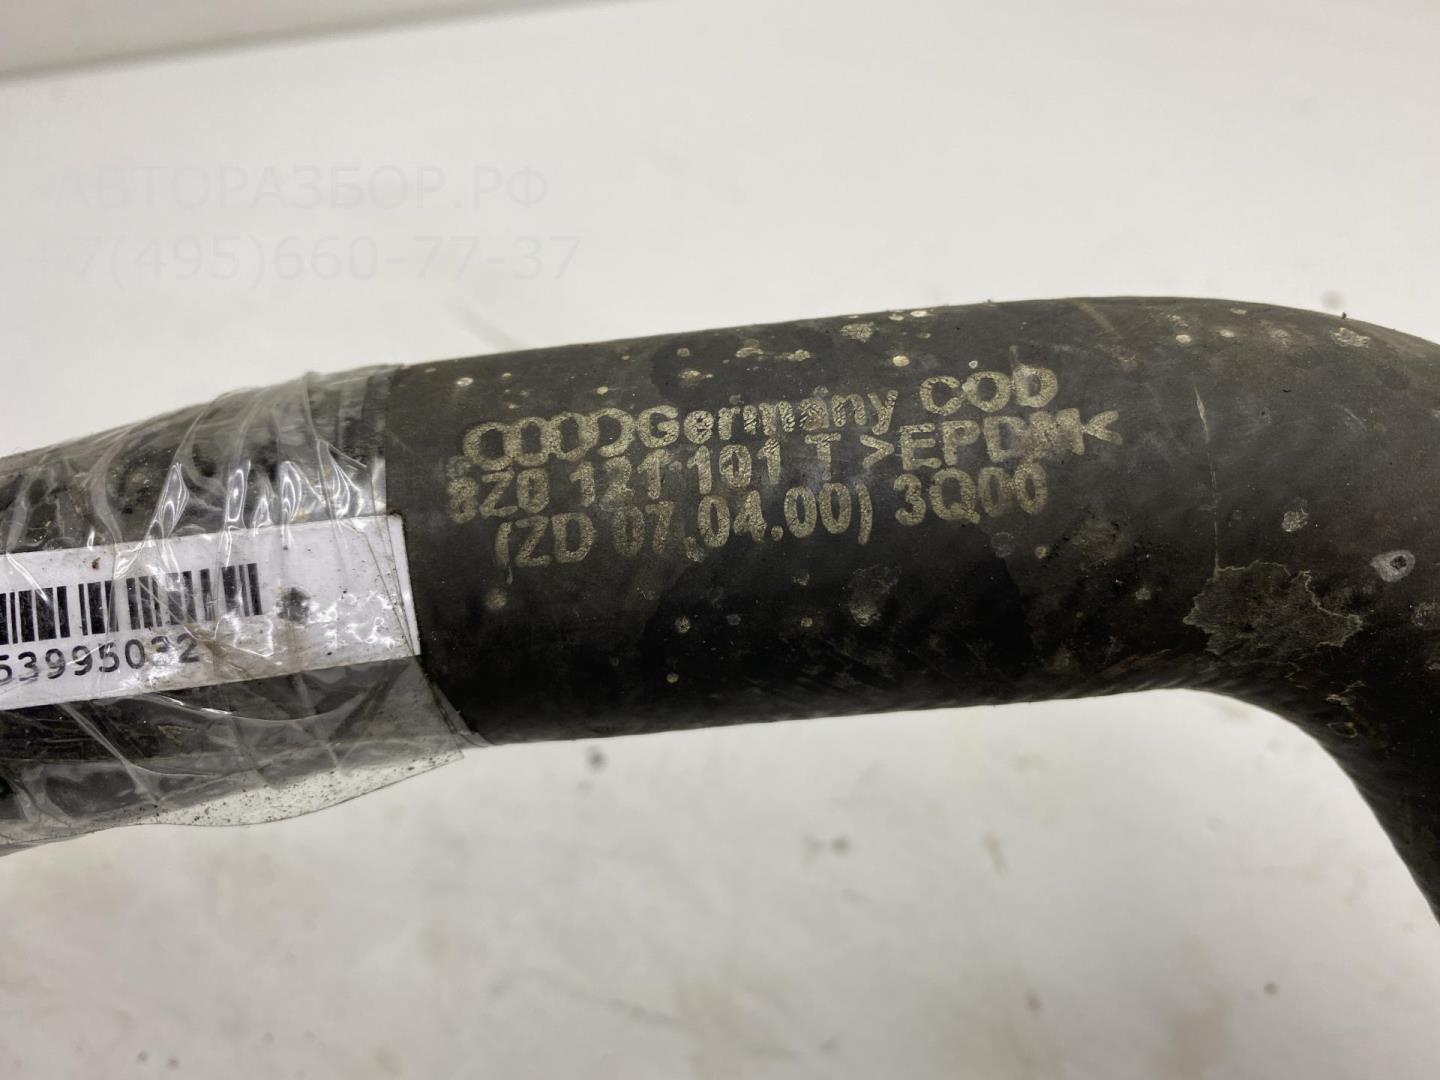 АВТОРАЗБОР.РФ
+7(495)660-77-37
Germany COD
8Z0 121 101 T >EPDM<
(ZD 07.04.00) 3Q00
53995032